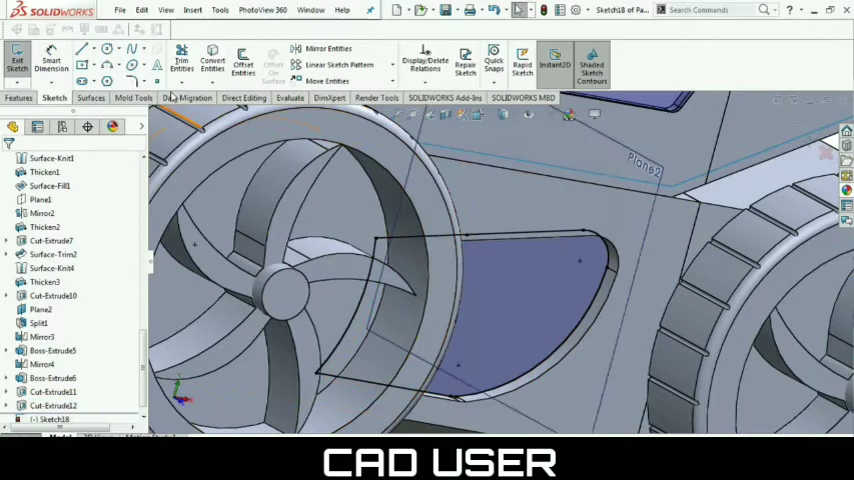 SOLIDWORKS File Edit View Insert Tools PhotoView 360 Window Help Sketch18 of Pa... Search Commands
Exit Sketch Smart Dimension Trim Entities Convert Entities Offset Entities Offset On Surface Mirror Entities Linear Sketch Pattern Move Entities Display/Delete Relations Repair Sketch Quick Snaps Rapid Sketch Instant2D Shaded Sketch Contours
Features Sketch Surfaces Mold Tools Data Migration Direct Editing Evaluate DimXpert Render Tools SOLIDWORKS Add-Ins SOLIDWORKS MBD
Surface-Knit1
Thicken1
Surface-Fill1
Plane1
Mirror2
Thicken2
Cut-Extrude7
Surface-Trim2
Surface-Knit4
Thicken3
Cut-Extrude10
Plane2
Split1
Mirror3
Boss-Extrude5
Mirror4
Boss-Extrude6
Cut-Extrude11
Cut-Extrude12
(-) Sketch18
Plane2
CAD USER